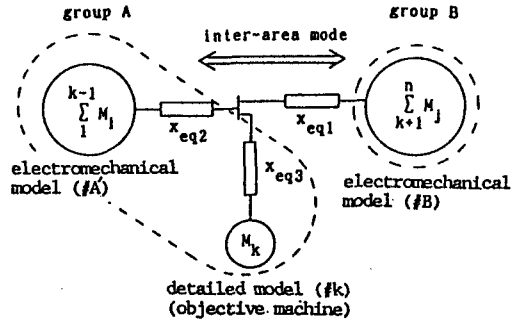 group A
group B
inter-area mode
k-1
Σ M_i
1
x_eq2
x_eq1
n
Σ M_j
k+1
electromechanical
model (#A')
x_eq3
electromechanical
model (#B)
M_k
detailed model (#k)
(objective machine)